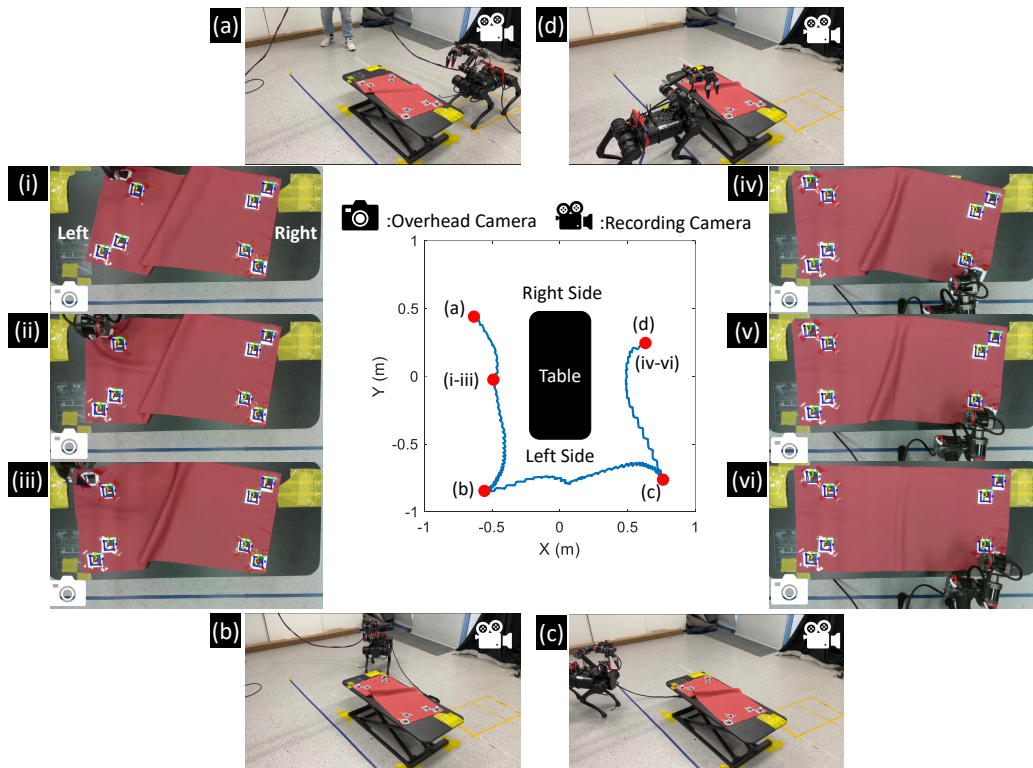 (a)
(d)
(i)
Left
Right
(iv)
:Overhead Camera
:Recording Camera
1
0.5
0
-0.5
-1
Y (m)
(a)
Right Side
(d)
(ii)
(i-iii)
Table
(iv-vi)
(v)
Left Side
(iii)
(b)
(c)
(vi)
-1
-0.5
0
0.5
1
X (m)
(b)
(c)